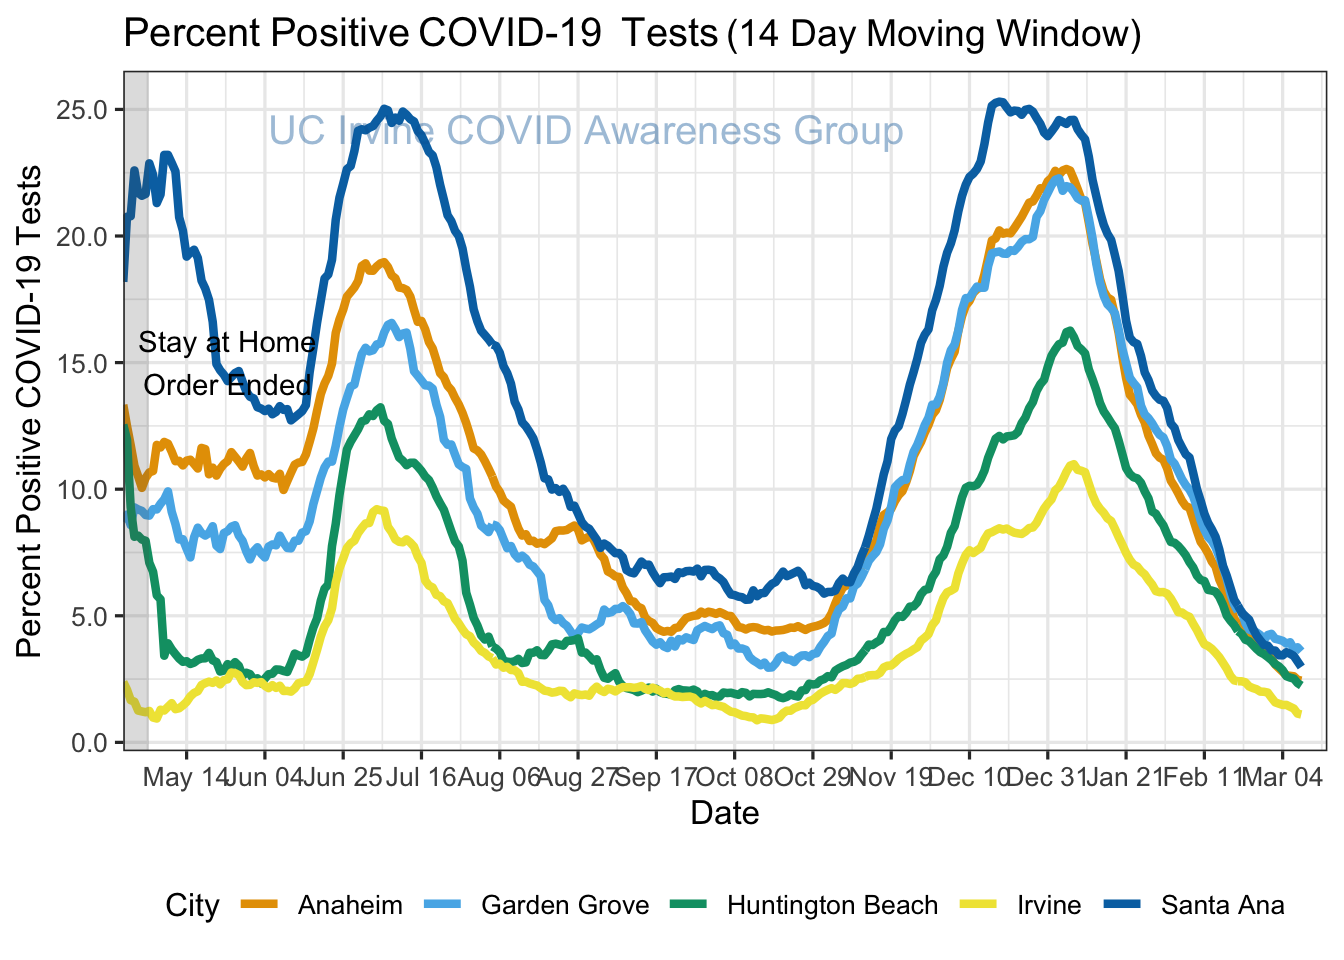 Percent Positive COVID-19 Tests (14 Day Moving Window)
UC Irvine COVID Awareness Group
Percent Positive COVID-19 Tests
25.0
20.0
15.0
10.0
5.0
0.0
Stay at Home
Order Ended
May 14 Jun 04 Jun 25 Jul 16 Aug 06 Aug 27 Sep 17 Oct 08 Oct 29 Nov 19 Dec 10 Dec 31 Jan 21 Feb 11 Mar 04
Date
City Anaheim Garden Grove Huntington Beach Irvine Santa Ana